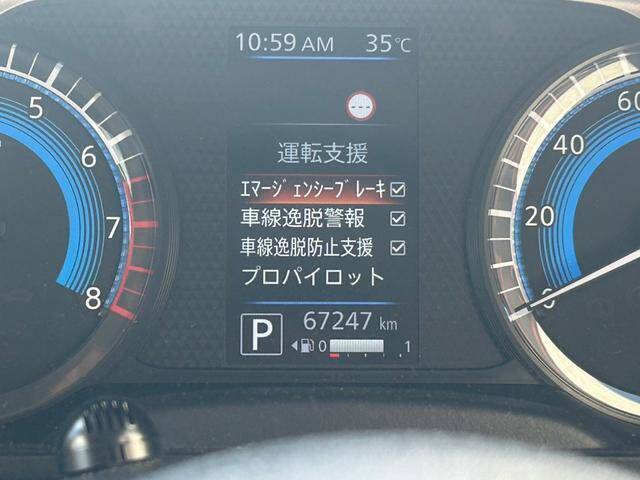 10:59 AM 35℃
---
運転支援
ｴﾏｰｼﾞｪﾝｼｰﾌﾞﾚｰｷ
車線逸脱警報
車線逸脱防止支援
プロパイロット
P 67247 km
0 1
5
6
7
8
60
40
20
0